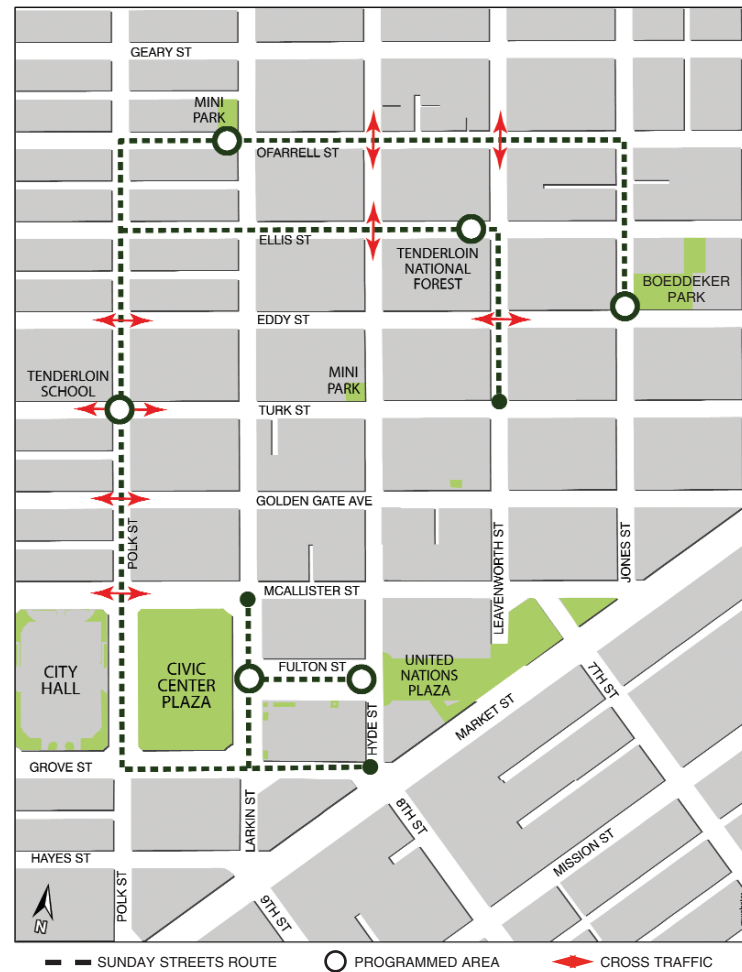 GEARY ST
MINI
PARK
OFARRELL ST
ELLIS ST
TENDERLOIN
NATIONAL
FOREST
BOEDDEKER
PARK
EDDY ST
TENDERLOIN
SCHOOL
MINI
PARK
TURK ST
GOLDEN GATE AVE
POLK ST
LEAVENWORTH ST
JONES ST
MCALLISTER ST
CITY
HALL
CIVIC
CENTER
PLAZA
FULTON ST
UNITED
NATIONS
PLAZA
7TH ST
MARKET ST
HYDE ST
GROVE ST
LARKIN ST
8TH ST
MISSION ST
HAYES ST
POLK ST
9TH ST
N
SUNDAY STREETS ROUTE
PROGRAMMED AREA
CROSS TRAFFIC